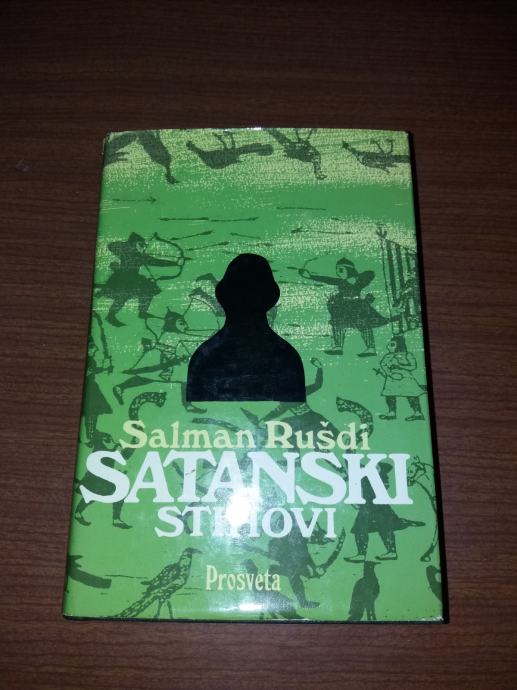 Salman Rušdi
SATANSKI
STIHOVI
Prosveta